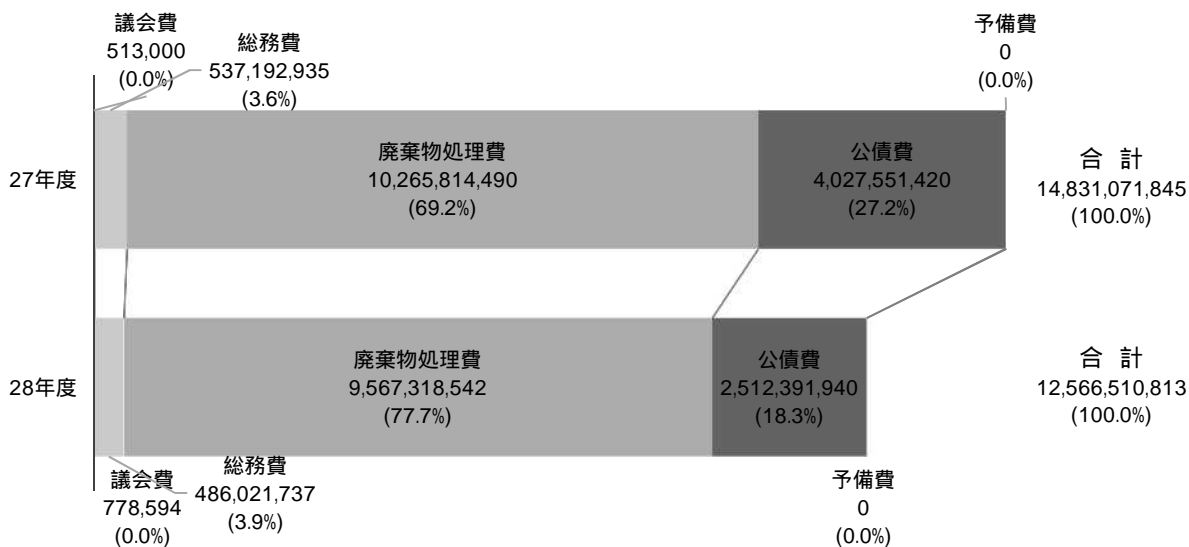 議会費
513,000
(0.0%)
総務費
537,192,935
(3.6%)
予備費
0
(0.0%)
27年度
廃棄物処理費
10,265,814,490
(69.2%)
公債費
4,027,551,420
(27.2%)
合 計
14,831,071,845
(100.0%)
28年度
廃棄物処理費
9,567,318,542
(77.7%)
公債費
2,512,391,940
(18.3%)
合 計
12,566,510,813
(100.0%)
議会費
778,594
(0.0%)
総務費
486,021,737
(3.9%)
予備費
0
(0.0%)